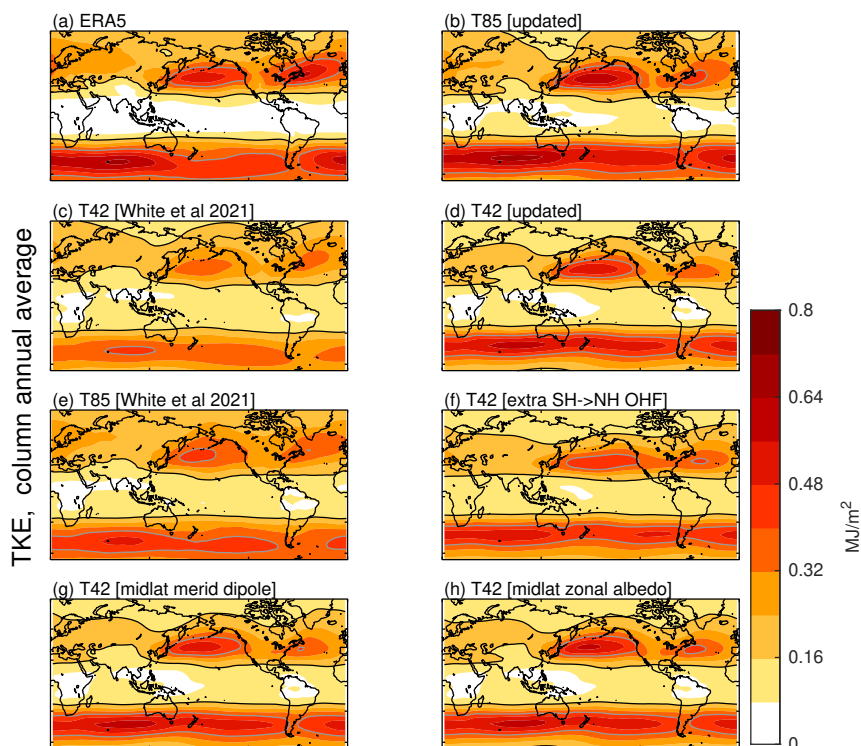 (a) ERA5
(b) T85 [updated]
(c) T42 [White et al 2021]
(d) T42 [updated]
(e) T85 [White et al 2021]
(f) T42 [extra SH->NH OHF]
(g) T42 [midlat merid dipole]
(h) T42 [midlat zonal albedo]
TKE, column annual average
0.8
0.64
0.48
0.32
0.16
0
MJ/m²